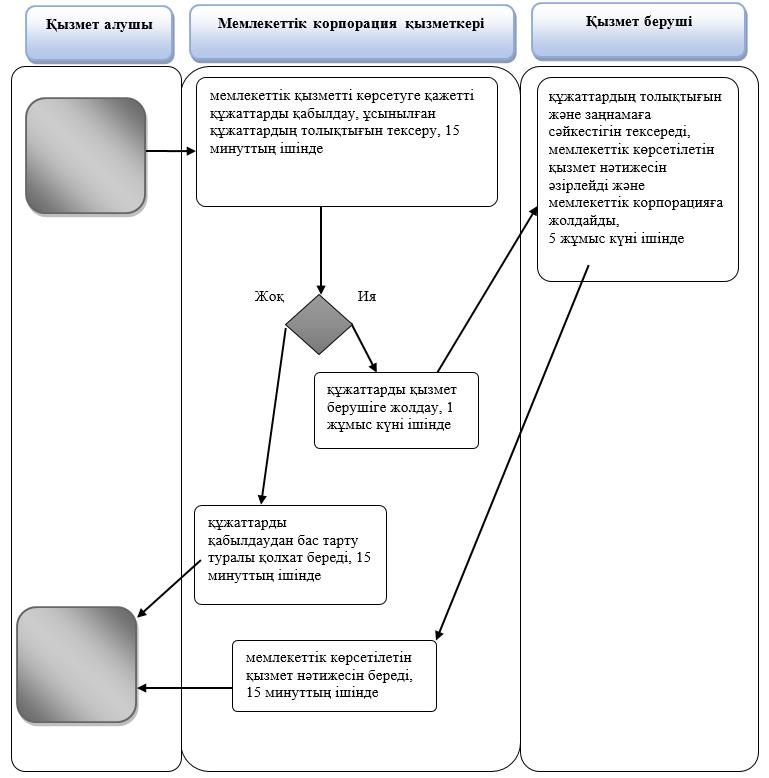 Қызмет алушы
Мемлекеттік корпорация қызметкері
Қызмет беруші
мемлекеттік қызметті көрсетуге қажетті
құжаттарды қабылдау, ұсынылған
құжаттардың толықтығын тексеру, 15
минуттың ішінде
құжаттардың толықтығын
және заңнамаға
сәйкестігін тексереді,
мемлекеттік көрсетілетін
қызмет нәтижесін
әзірлейді және
мемлекеттік корпорацияға
жолдайды,
5 жұмыс күні ішінде
Жоқ
Ия
құжаттарды қызмет
берушіге жолдау, 1
жұмыс күні ішінде
құжаттарды
қабылдаудан бас тарту
туралы қолхат береді, 15
минуттың ішінде
мемлекеттік көрсетілетін
қызмет нәтижесін береді,
15 минуттың ішінде